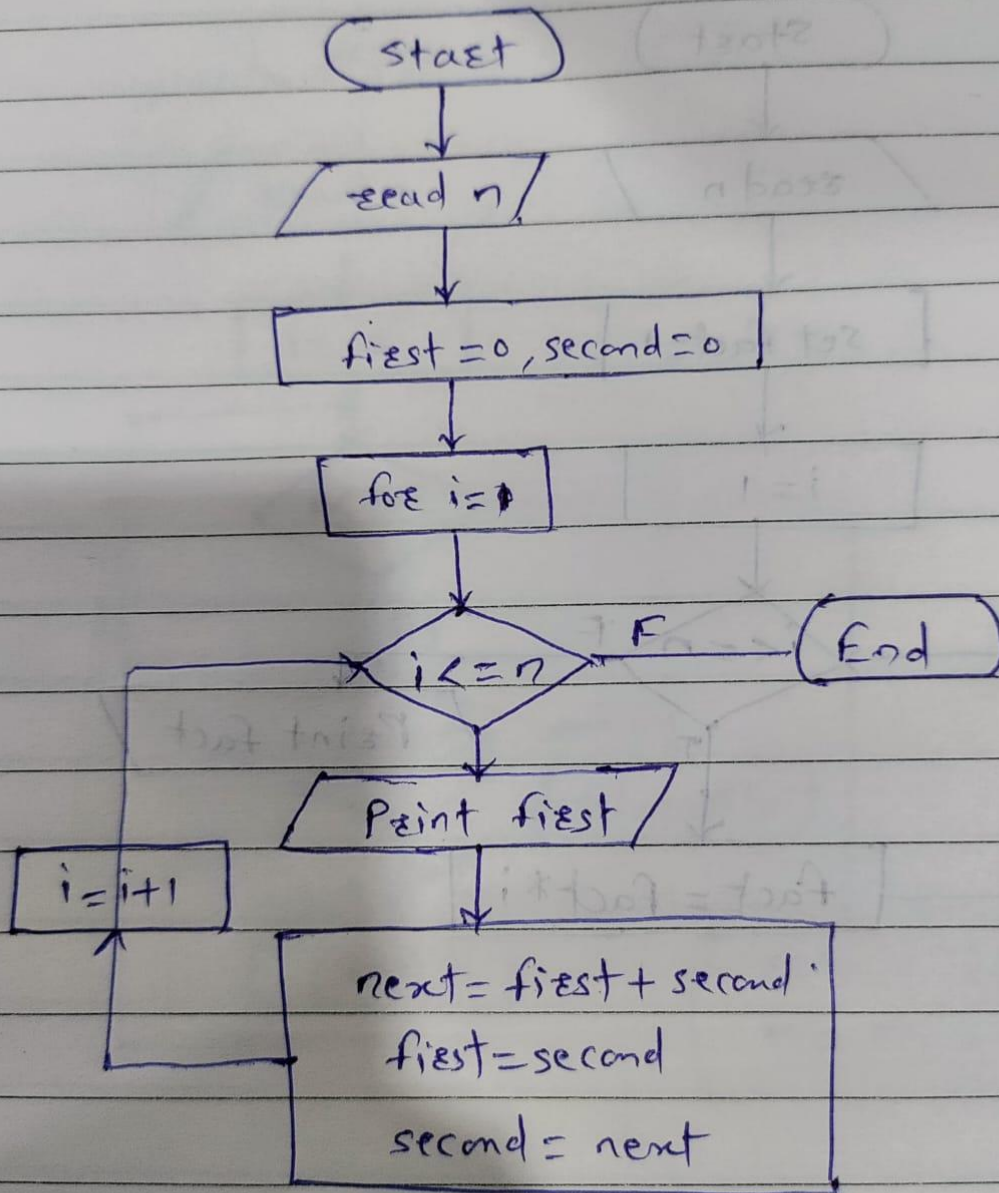 Start
read n
first = 0, second = 0
for i = 1
i <= n
F
End
Print first
i = i+1
next = first + second
first = second
second = next